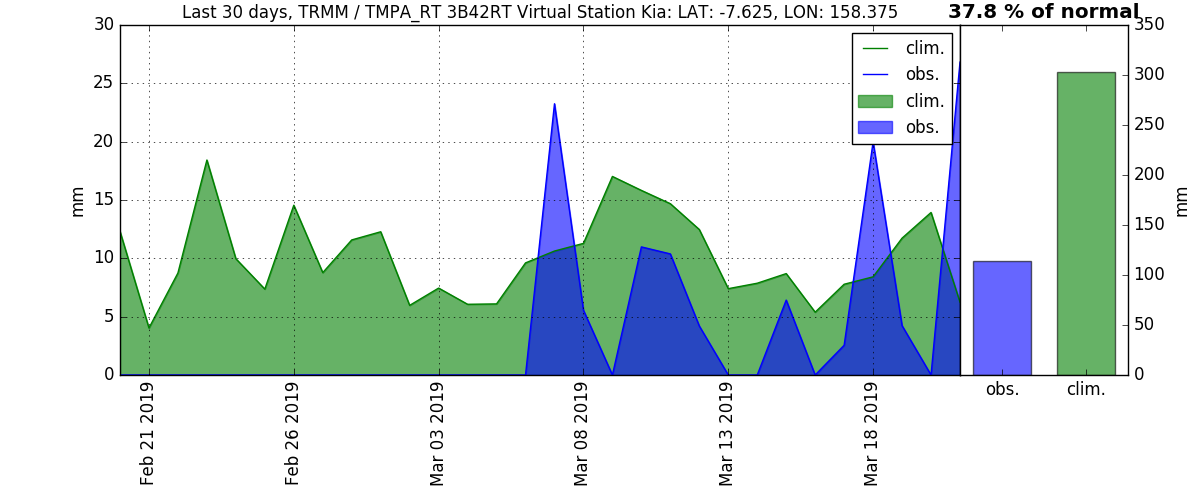 Last 30 days, TRMM / TMPA_RT 3B42RT Virtual Station Kia: LAT: -7.625, LON: 158.375
37.8 % of normal
30
25
20
15
10
5
0
mm
clim.
obs.
clim.
obs.
350
300
250
200
150
100
50
0
mm
obs.
clim.
Feb 21 2019
Feb 26 2019
Mar 03 2019
Mar 08 2019
Mar 13 2019
Mar 18 2019